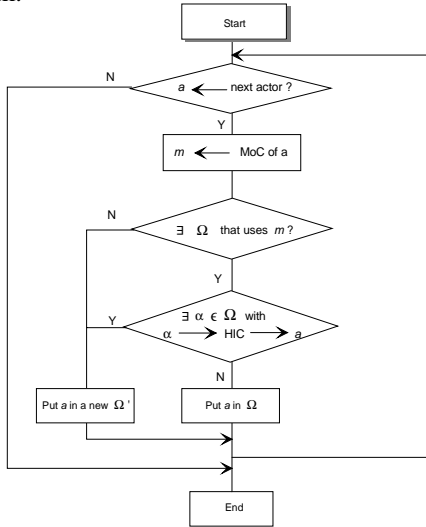 Start
N
a ← next actor ?
Y
m ← MoC of a
N
∃ Ω that uses m ?
Y
∃ α ϵ Ω with
Y
α → HIC → a
N
Put a in a new Ω '
Put a in Ω
End